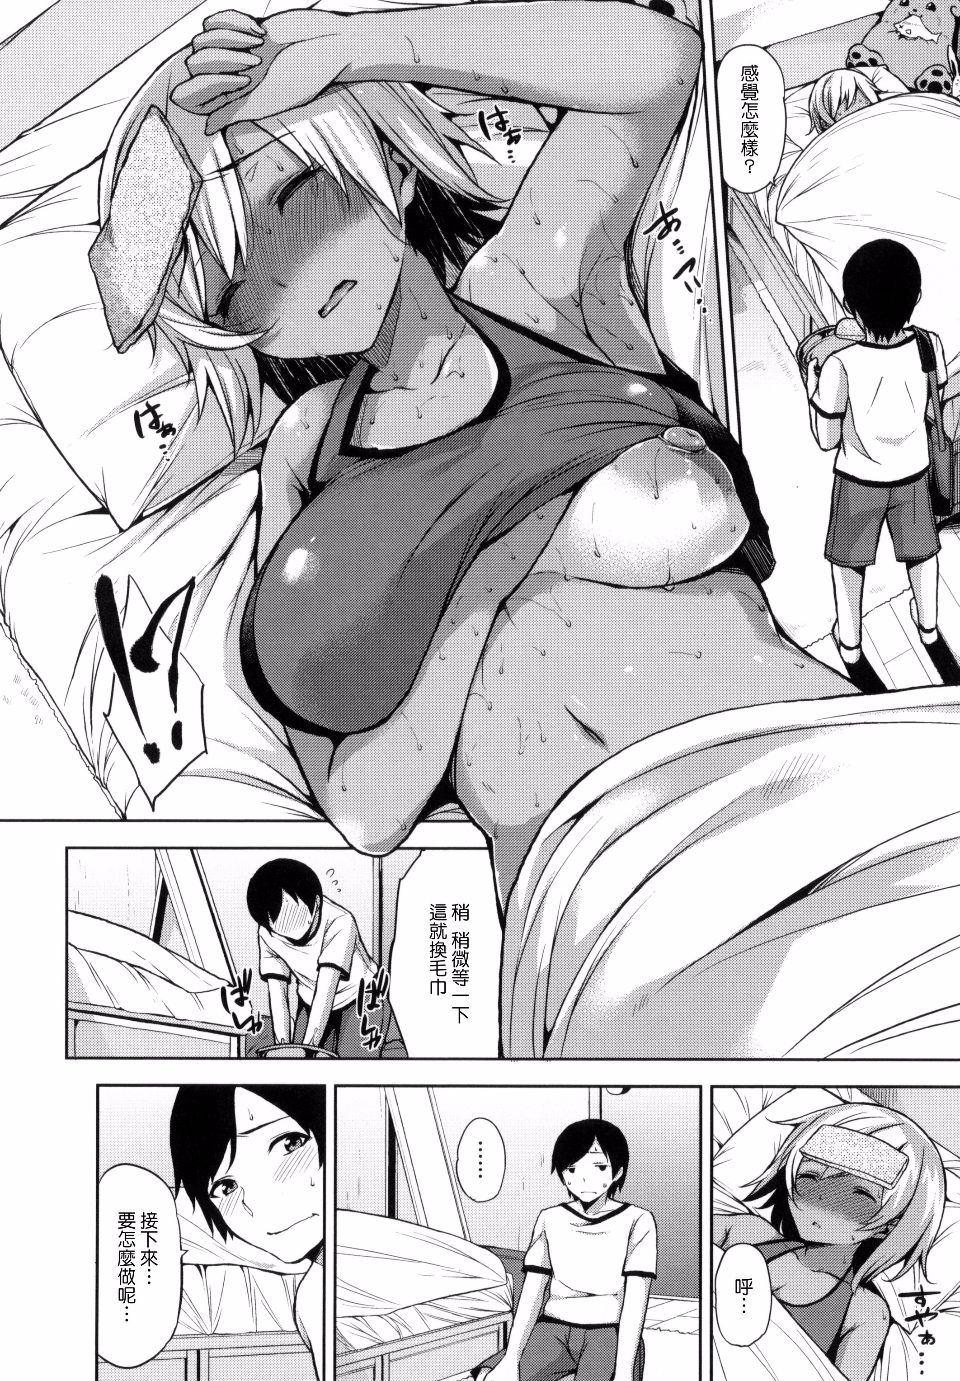 感覺怎麼樣？
はぁ…
あ…っ…
はぁ…
！？！
稍 稍微等一下
這就換毛巾
ばしゃ
ばしゃ
呼…
すやぁ…
……
接下來…
要怎麼做呢…